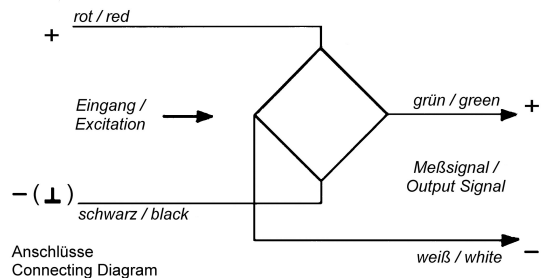 rot / red
+
Eingang /
Excitation
grün / green
+
Meßsignal /
Output Signal
- (⊥)
schwarz / black
weiß / white
-
Anschlüsse
Connecting Diagram